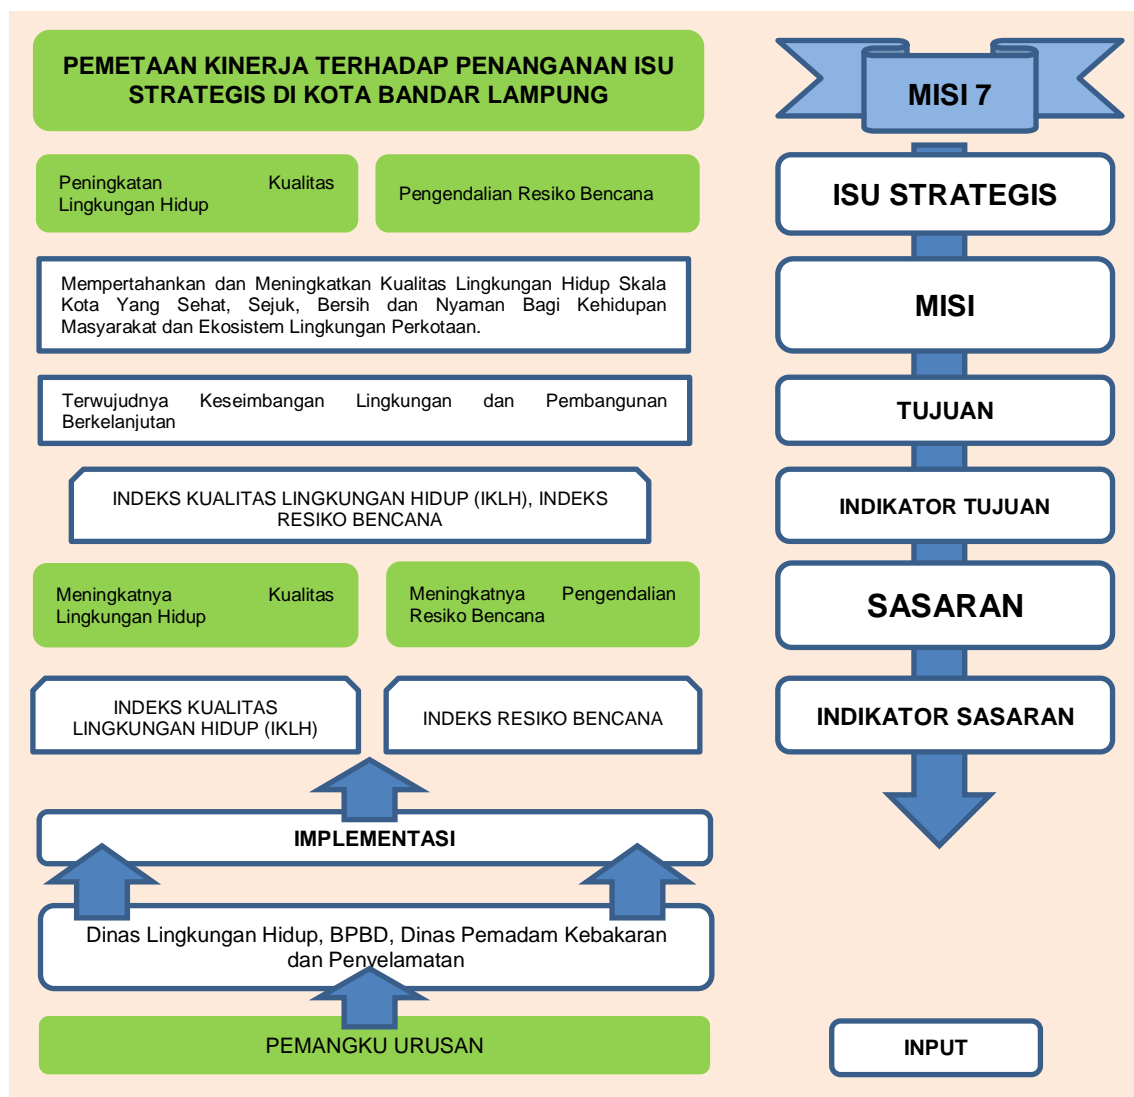 PEMETAAN KINERJA TERHADAP PENANGANAN ISU
STRATEGIS DI KOTA BANDAR LAMPUNG
MISI 7
Peningkatan Kualitas
Lingkungan Hidup
Pengendalian Resiko Bencana
ISU STRATEGIS
Mempertahankan dan Meningkatkan Kualitas Lingkungan Hidup Skala
Kota Yang Sehat, Sejuk, Bersih dan Nyaman Bagi Kehidupan
Masyarakat dan Ekosistem Lingkungan Perkotaan.
MISI
Terwujudnya Keseimbangan Lingkungan dan Pembangunan
Berkelanjutan
TUJUAN
INDEKS KUALITAS LINGKUNGAN HIDUP (IKLH), INDEKS
RESIKO BENCANA
INDIKATOR TUJUAN
Meningkatnya Kualitas
Lingkungan Hidup
Meningkatnya Pengendalian
Resiko Bencana
SASARAN
INDEKS KUALITAS
LINGKUNGAN HIDUP (IKLH)
INDEKS RESIKO BENCANA
INDIKATOR SASARAN
IMPLEMENTASI
Dinas Lingkungan Hidup, BPBD, Dinas Pemadam Kebakaran
dan Penyelamatan
PEMANGKU URUSAN
INPUT